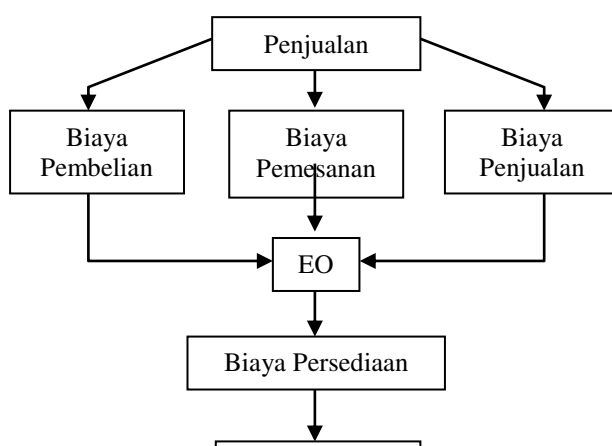 Penjualan
Biaya
Pembelian
Biaya
Pemesanan
Biaya
Penjualan
EO
Biaya Persediaan